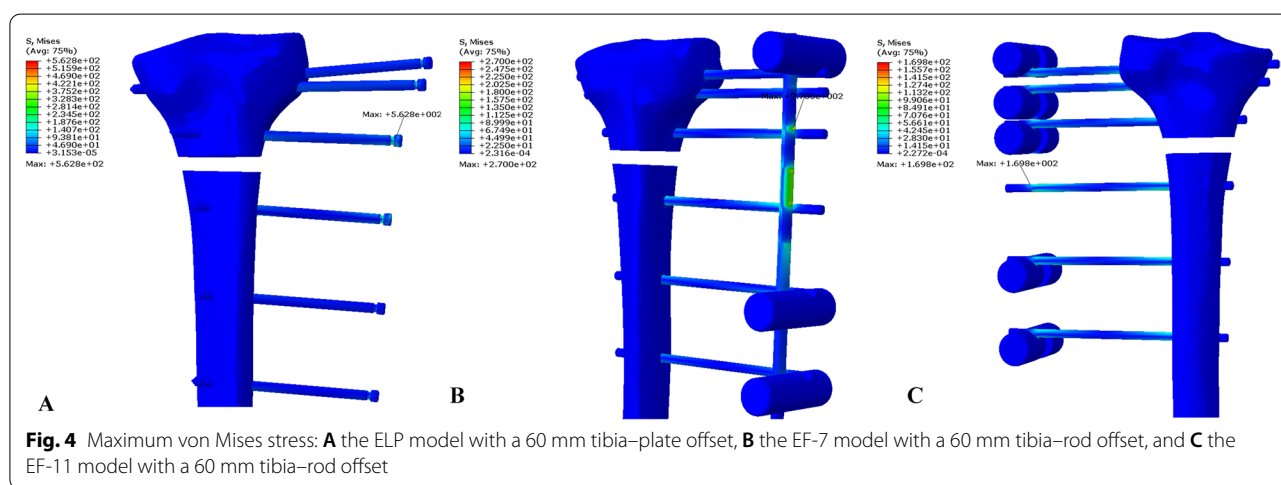 S, Mises
(Avg: 75%)
+5.628e+02
+5.159e+02
+4.690e+02
+4.221e+02
+3.752e+02
+3.283e+02
+2.814e+02
+2.345e+02
+1.876e+02
+1.407e+02
+9.381e+01
+4.690e+01
+3.153e-05
Max: +5.628e+02
Max: +5.628e+002
A
S, Mises
(Avg: 75%)
+2.700e+02
+2.475e+02
+2.250e+02
+2.025e+02
+1.800e+02
+1.575e+02
+1.350e+02
+1.125e+02
+8.999e+01
+6.749e+01
+4.499e+01
+2.250e+01
+2.316e-04
Max: +2.700e+02
B
S, Mises
(Avg: 75%)
+1.698e+02
+1.557e+02
+1.415e+02
+1.274e+02
+1.132e+02
+9.906e+01
+8.491e+01
+7.076e+01
+5.661e+01
+4.245e+01
+2.830e+01
+1.415e+01
+2.272e-04
Max: +1.698e+02
Max: +1.698e+002
C
Fig. 4 Maximum von Mises stress: A the ELP model with a 60 mm tibia–plate offset, B the EF-7 model with a 60 mm tibia–rod offset, and C the
EF-11 model with a 60 mm tibia–rod offset